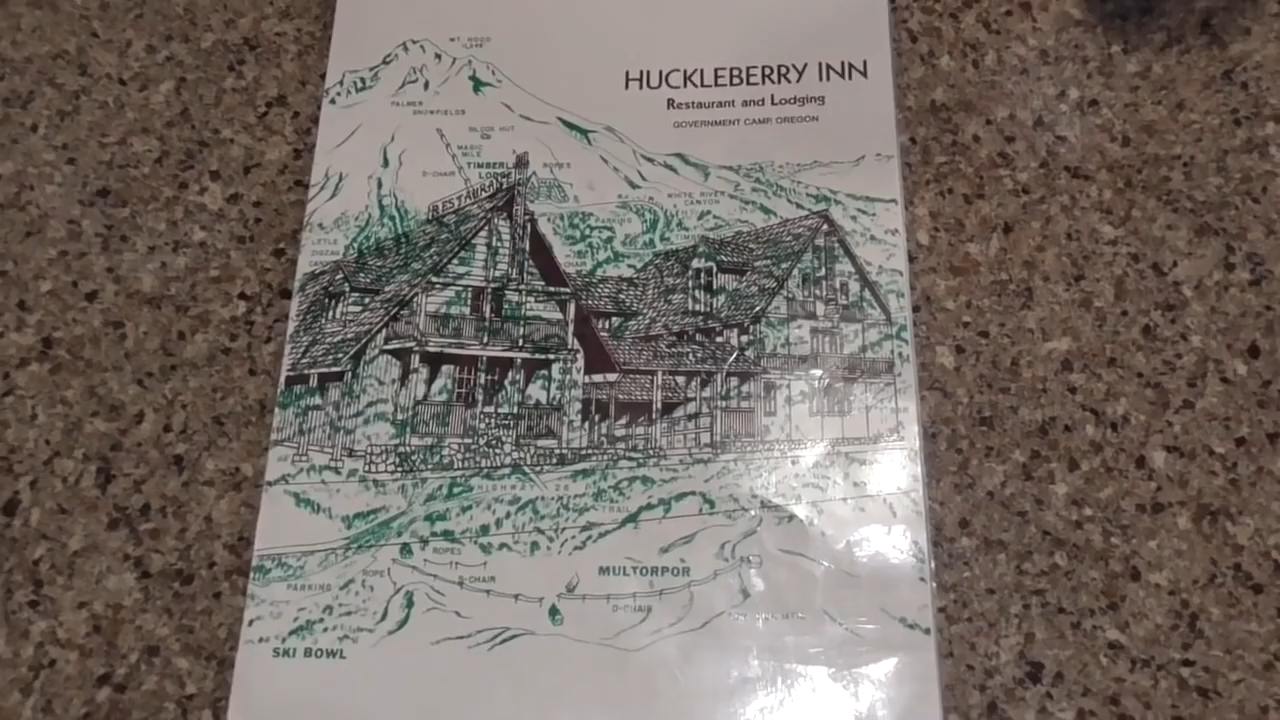 MT. HOOD
HUCKLEBERRY INN
Restaurant and Lodging
GOVERNMENT CAMP, OREGON
PALMER
SNOWFIELDS
SILCOX HUT
MAGIC
MILE
D-CHAIR
TIMBERLINE
LODGE
ROPES
RESTAURANT
WHITE RIVER
CANYON
PARKING
LITTLE
ZIGZAG
CHAIR
HIGHWAY 26
TRAIL
ROPES
ROPE
S-CHAIR
MULTORPOR
PARKING
D-CHAIR
SKI BOWL